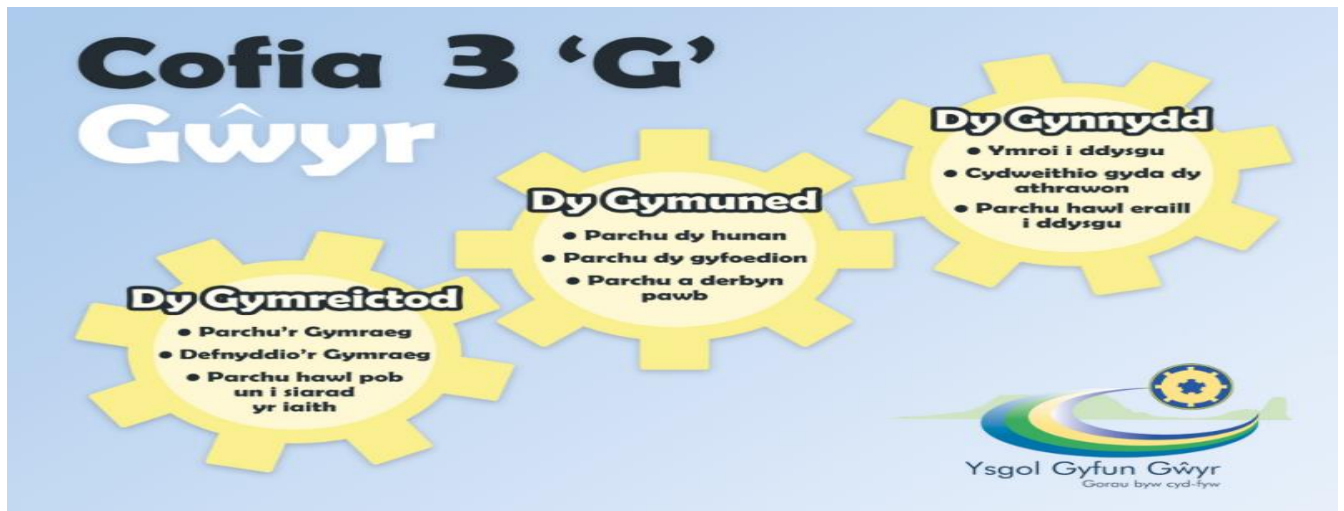 Cofia 3 ‘G’
Gŵyr
Dy Gymreictod
• Parchu’r Gymraeg
• Defnyddio’r Gymraeg
• Parchu hawl pob
un i siarad
yr iaith
Dy Gymuned
• Parchu dy hunan
• Parchu dy gyfoedion
• Parchu a derbyn
pawb
Dy Gynnydd
• Ymroi i ddysgu
• Cydweithio gyda dy
athrawon
• Parchu hawl eraill
i ddysgu
Ysgol Gyfun Gŵyr
Gorau byw cyd-fyw